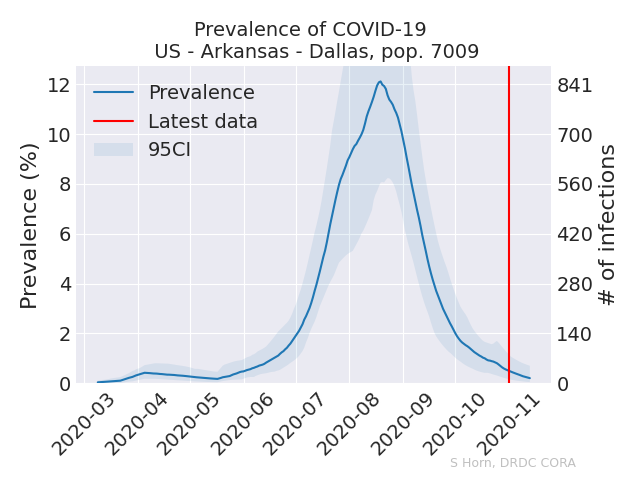 Prevalence of COVID-19
US - Arkansas - Dallas, pop. 7009
Prevalence
Latest data
95CI
Prevalence (%)
12
10
8
6
4
2
0
841
700
560
420
280
140
0
# of infections
2020-03
2020-04
2020-05
2020-06
2020-07
2020-08
2020-09
2020-10
2020-11
S Horn, DRDC CORA